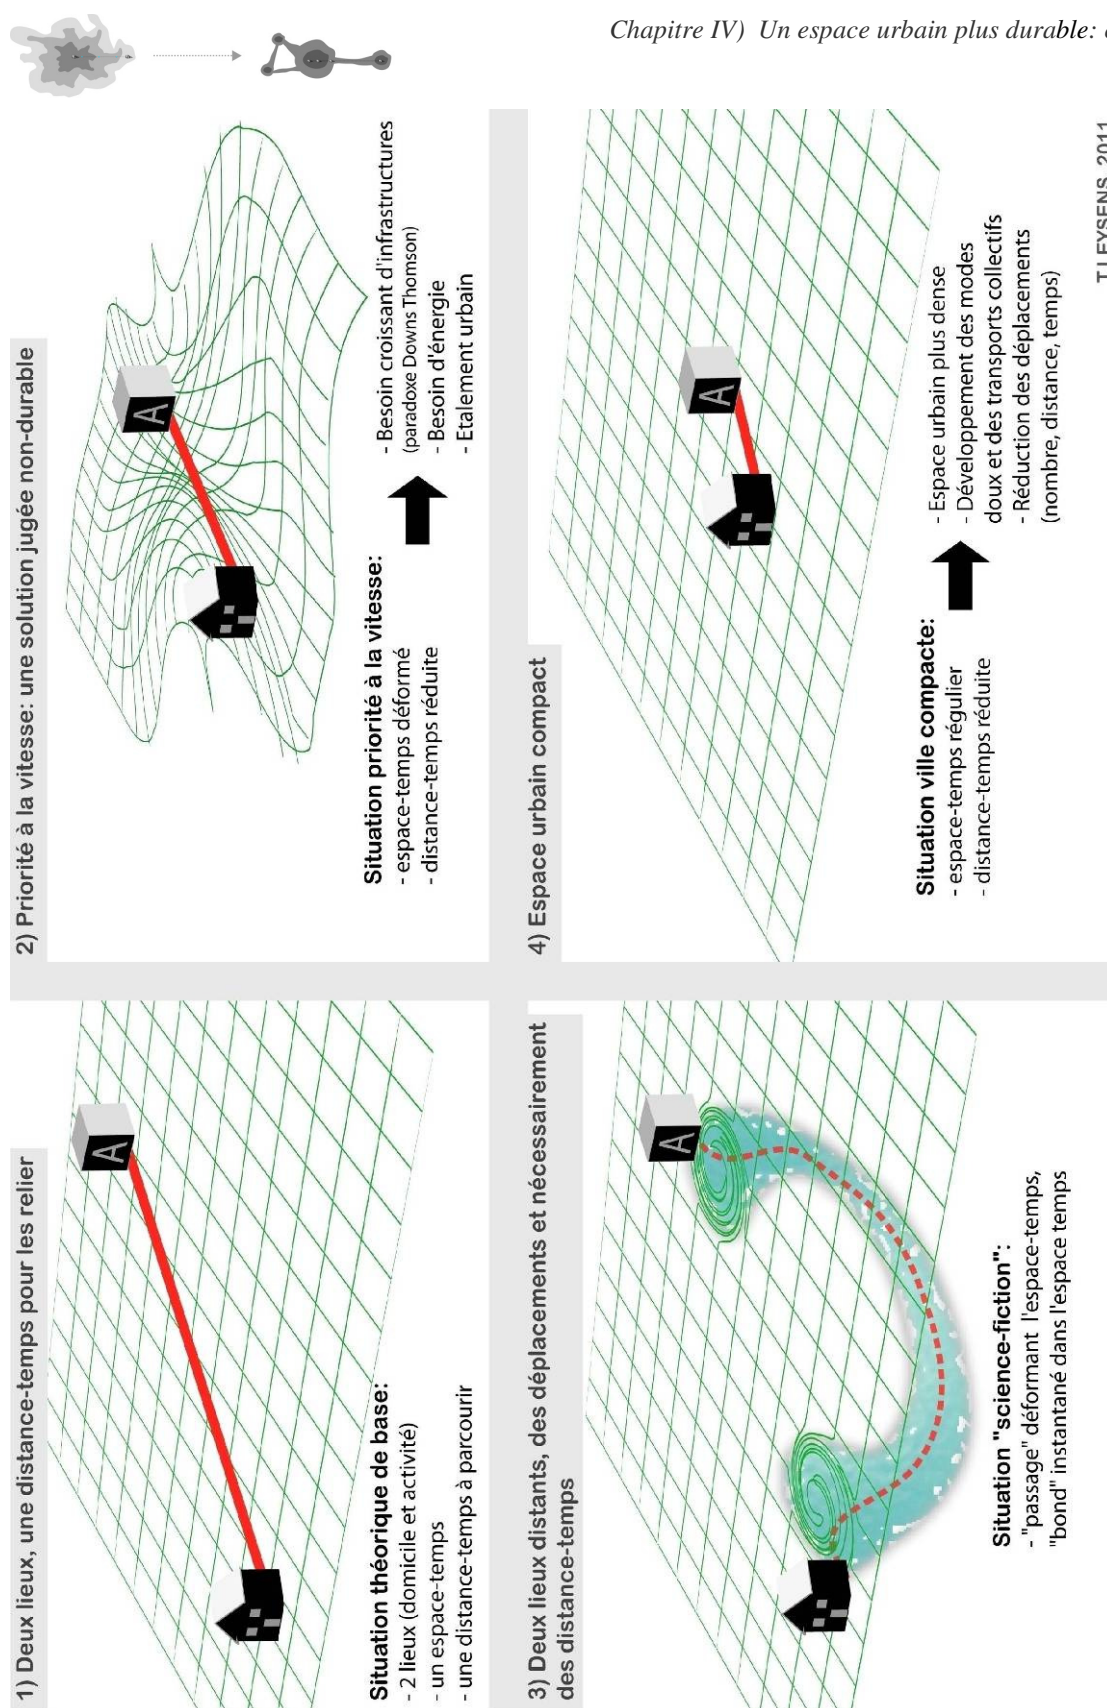 Chapitre IV) Un espace urbain plus durable:
1) Deux lieux, une distance-temps pour les relier
A
Situation théorique de base:
- 2 lieux (domicile et activité)
- un espace-temps
- une distance-temps à parcourir
2) Priorité à la vitesse: une solution jugée non-durable
A
Situation priorité à la vitesse:
- espace-temps déformé
- distance-temps réduite
- Besoin croissant d'infrastructures
(paradoxe Downs Thomson)
- Besoin d'énergie
- Etalement urbain
3) Deux lieux distants, des déplacements et nécessairement
des distance-temps
A
Situation "science-fiction":
- "passage" déformant l'espace-temps,
"bond" instantané dans l'espace temps
4) Espace urbain compact
A
Situation ville compacte:
- espace-temps régulier
- distance-temps réduite
- Espace urbain plus dense
- Développement des modes
doux et des transports collectifs
- Réduction des déplacements
(nombre, distance, temps)
T.LEYSENS, 2011